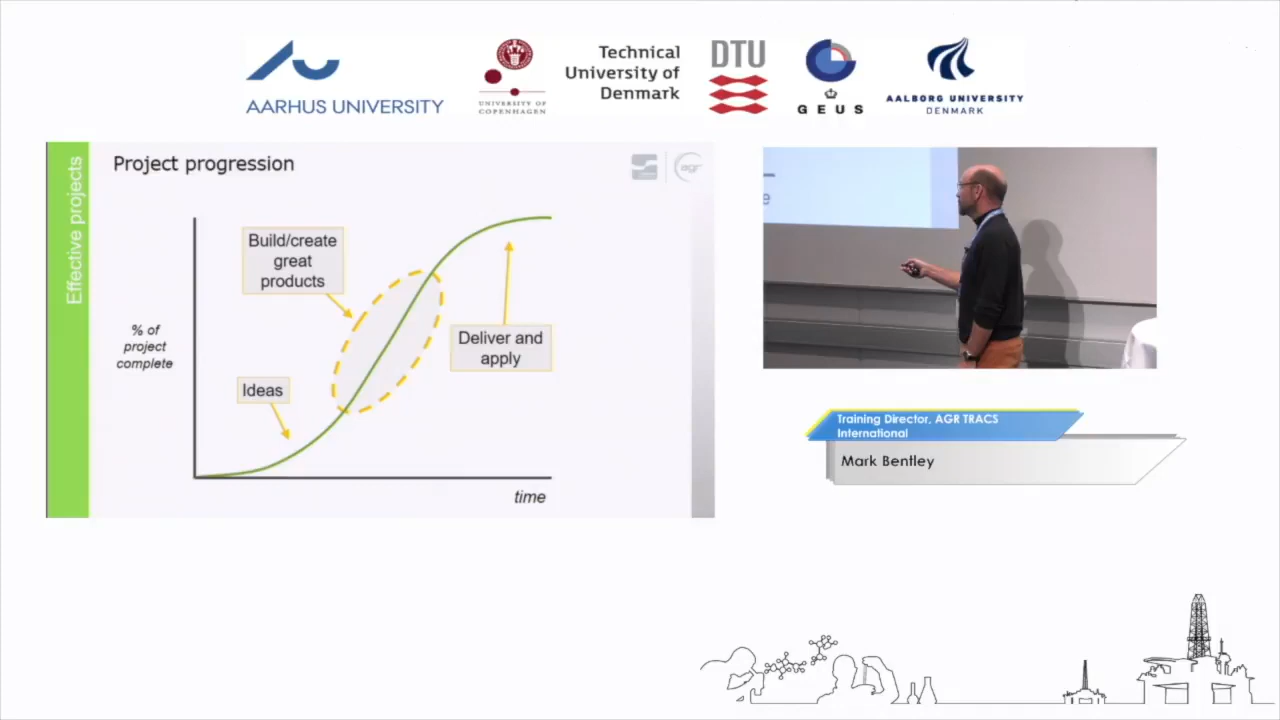 AARHUS UNIVERSITY
UNIVERSITY OF
COPENHAGEN
Technical
University of
Denmark
DTU
GEUS
AALBORG UNIVERSITY
DENMARK
Effective projects
Project progression
agr
Build/create
great
products
% of
project
complete
Deliver and
apply
Ideas
time
e
Training Director, AGR TRACS
International
Mark Bentley